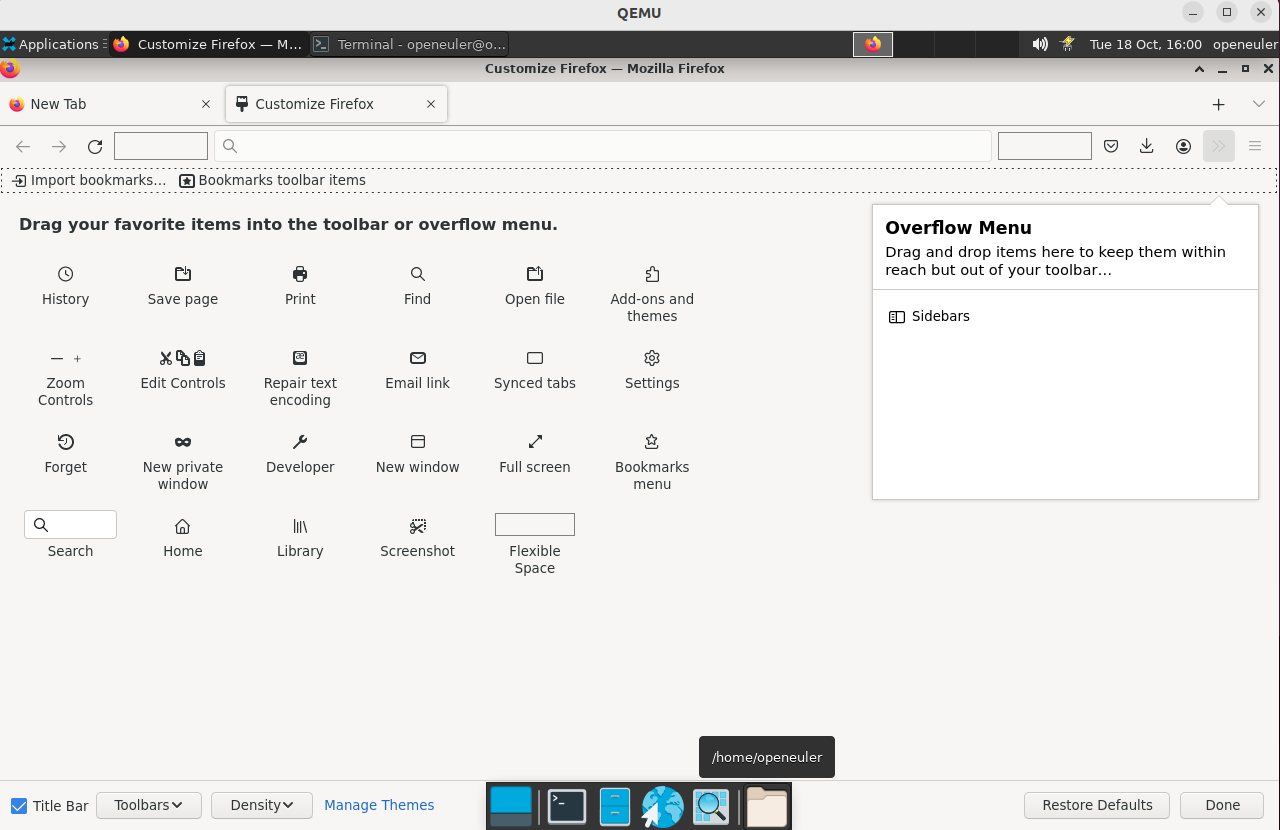 QEMU
Applications
Customize Firefox — M...
Terminal - openeuler@o...
Tue 18 Oct, 16:00
openeuler
Customize Firefox — Mozilla Firefox
New Tab
Customize Firefox
Import bookmarks...
Bookmarks toolbar items
Drag your favorite items into the toolbar or overflow menu.
Overflow Menu
Drag and drop items here to keep them within
reach but out of your toolbar...
Sidebars
History
Save page
Print
Find
Open file
Add-ons and
themes
Zoom
Controls
Edit Controls
Repair text
encoding
Email link
Synced tabs
Settings
Forget
New private
window
Developer
New window
Full screen
Bookmarks
menu
Search
Home
Library
Screenshot
Flexible
Space
/home/openeuler
Title Bar
Toolbars
Density
Manage Themes
Restore Defaults
Done